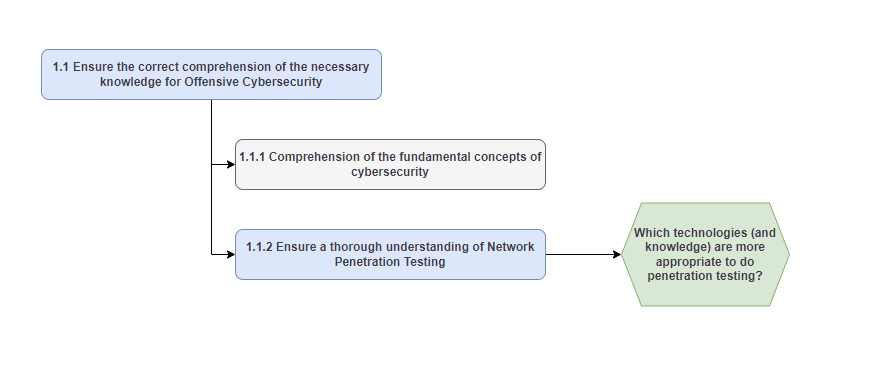 1.1 Ensure the correct comprehension of the necessary
knowledge for Offensive Cybersecurity
1.1.1 Comprehension of the fundamental concepts of
cybersecurity
1.1.2 Ensure a thorough understanding of Network
Penetration Testing
Which technologies (and
knowledge) are more
appropriate to do
penetration testing?